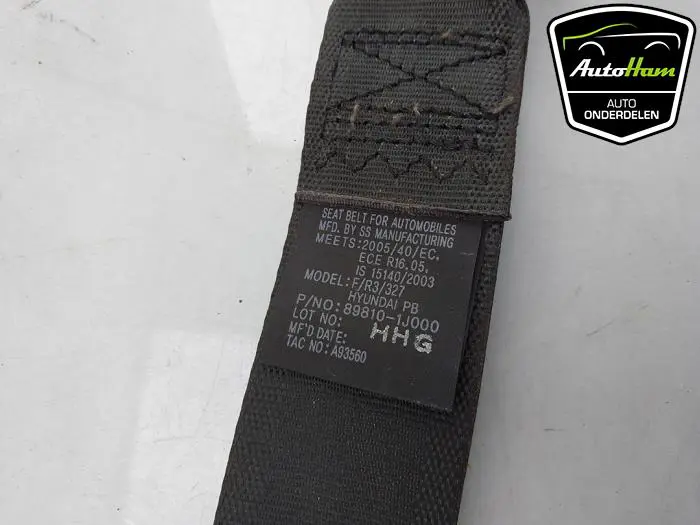 AutoHam
AUTO
ONDERDELEN
SEAT BELT FOR AUTOMOBILES
MFD. BY SS MANUFACTURING
MEETS:2005/40/EC,
ECE R16.05,
IS 15140/2003
MODEL:F/R3/327
HYUNDAI PB
P/NO:89810-1J000
LOT NO:
HHG
MF'D DATE:
TAC NO:A93560